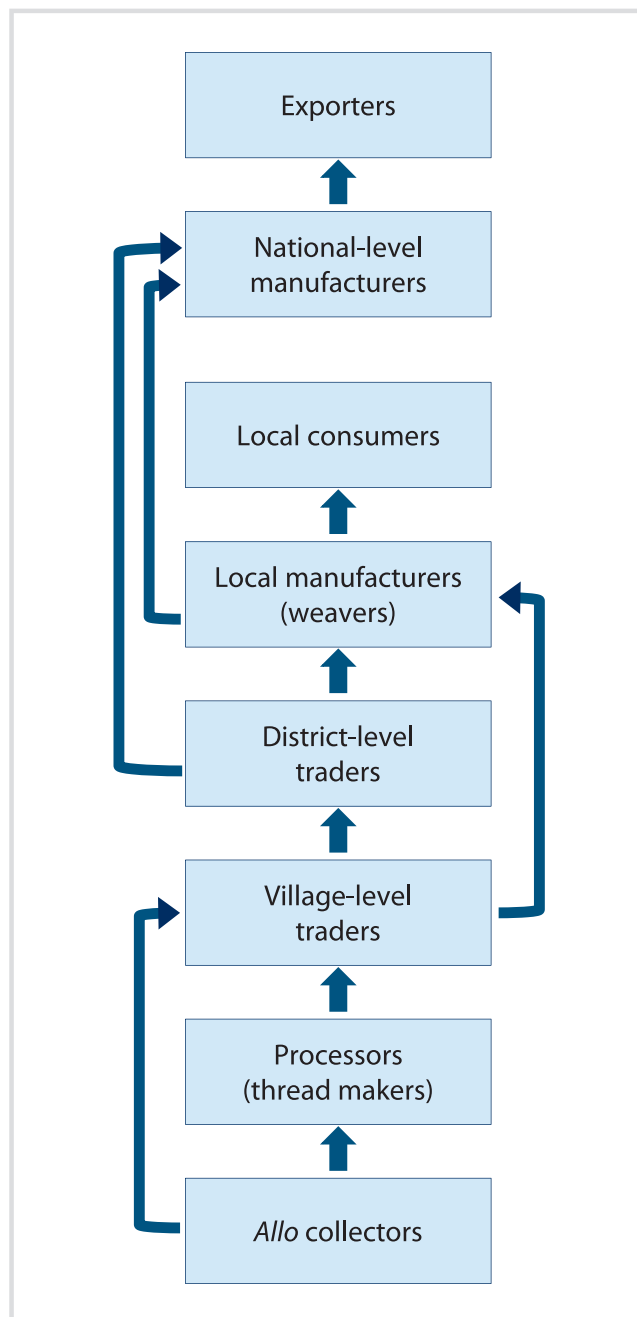 Exporters
National-level
manufacturers
Local consumers
Local manufacturers
(weavers)
District-level
traders
Village-level
traders
Processors
(thread makers)
Allo collectors